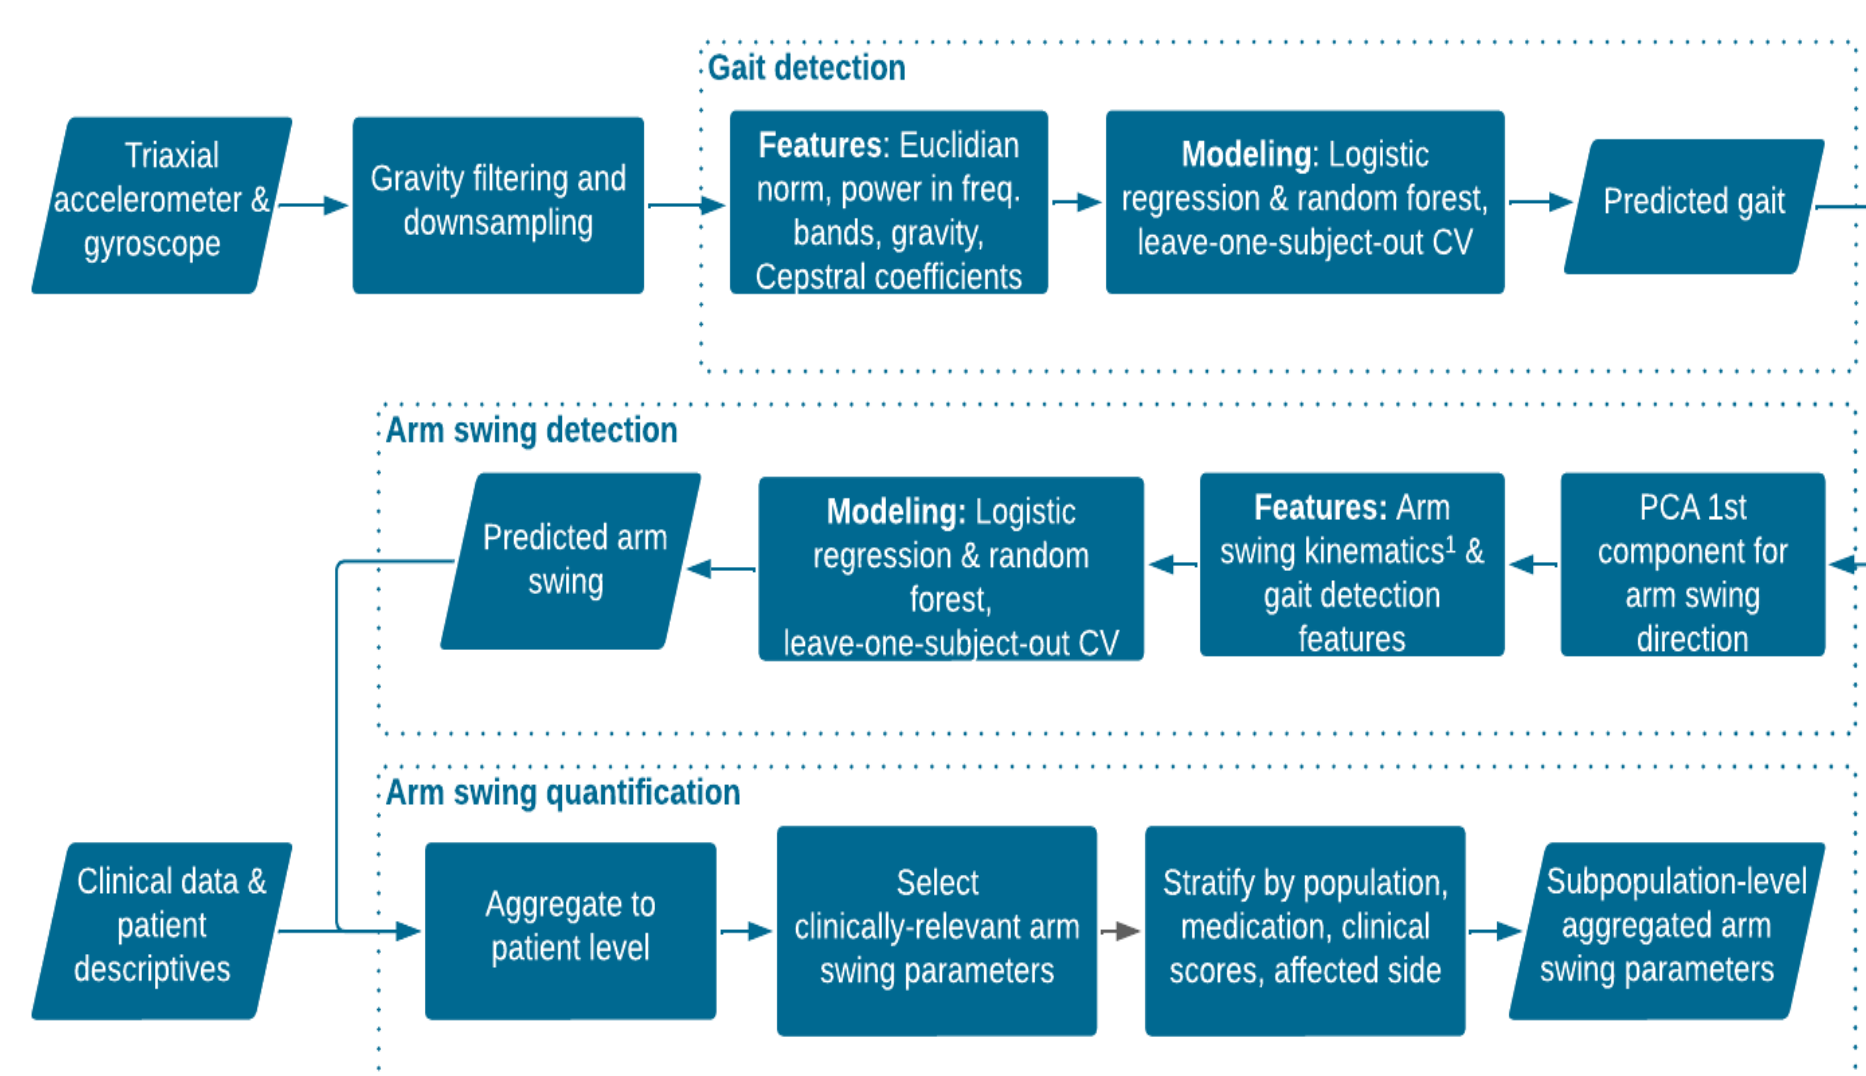 Gait detection
Triaxial
accelerometer &
gyroscope
Gravity filtering and
downsampling
Features: Euclidian
norm, power in freq.
bands, gravity,
Cepstral coefficients
Modeling: Logistic
regression & random forest,
leave-one-subject-out CV
Predicted gait
Arm swing detection
Predicted arm
swing
Modeling: Logistic
regression & random
forest,
leave-one-subject-out CV
Features: Arm
swing kinematics¹ &
gait detection
features
PCA 1st
component for
arm swing
direction
Arm swing quantification
Clinical data &
patient
descriptives
Aggregate to
patient level
Select
clinically-relevant arm
swing parameters
Stratify by population,
medication, clinical
scores, affected side
Subpopulation-level
aggregated arm
swing parameters